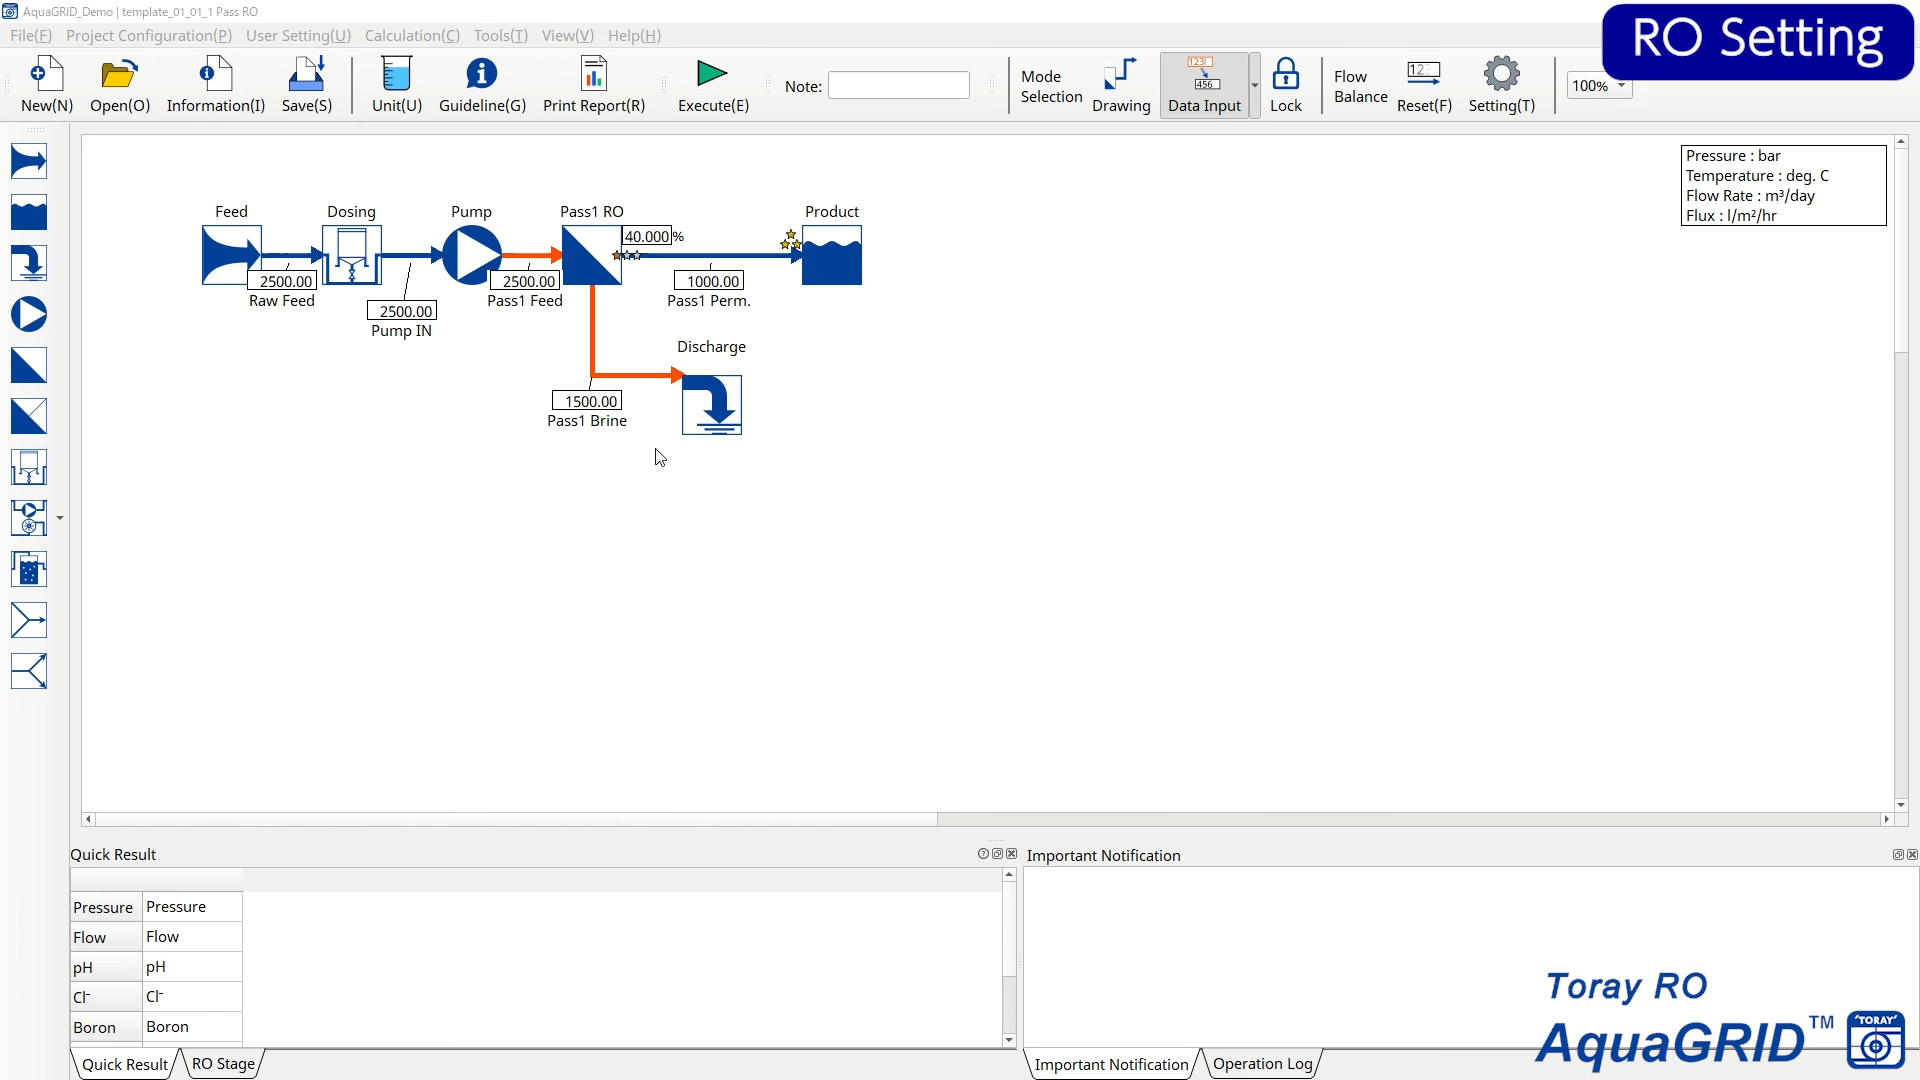 AquaGRID_Demo | template_01_01_1 Pass RO
RO Setting
File(F) Project Configuration(P) User Setting(U) Calculation(C) Tools(T) View(V) Help(H)
New(N) Open(O) Information(I) Save(S) Unit(U) Guideline(G) Print Report(R) Execute(E) Note: Mode Selection Drawing Data Input Lock Flow Balance Reset(F) Setting(T) 100%
Pressure : bar
Temperature : deg. C
Flow Rate : m³/day
Flux : l/m²/hr
Feed Dosing Pump Pass1 RO Product
40.000 %
2500.00 2500.00 1000.00
Raw Feed Pass1 Feed Pass1 Perm.
2500.00
Pump IN
Discharge
1500.00
Pass1 Brine
Quick Result
Important Notification
Pressure Pressure
Flow Flow
pH pH
Cl⁻ Cl⁻
Boron Boron
Quick Result RO Stage
Important Notification Operation Log
Toray RO
AquaGRID™
'TORAY'